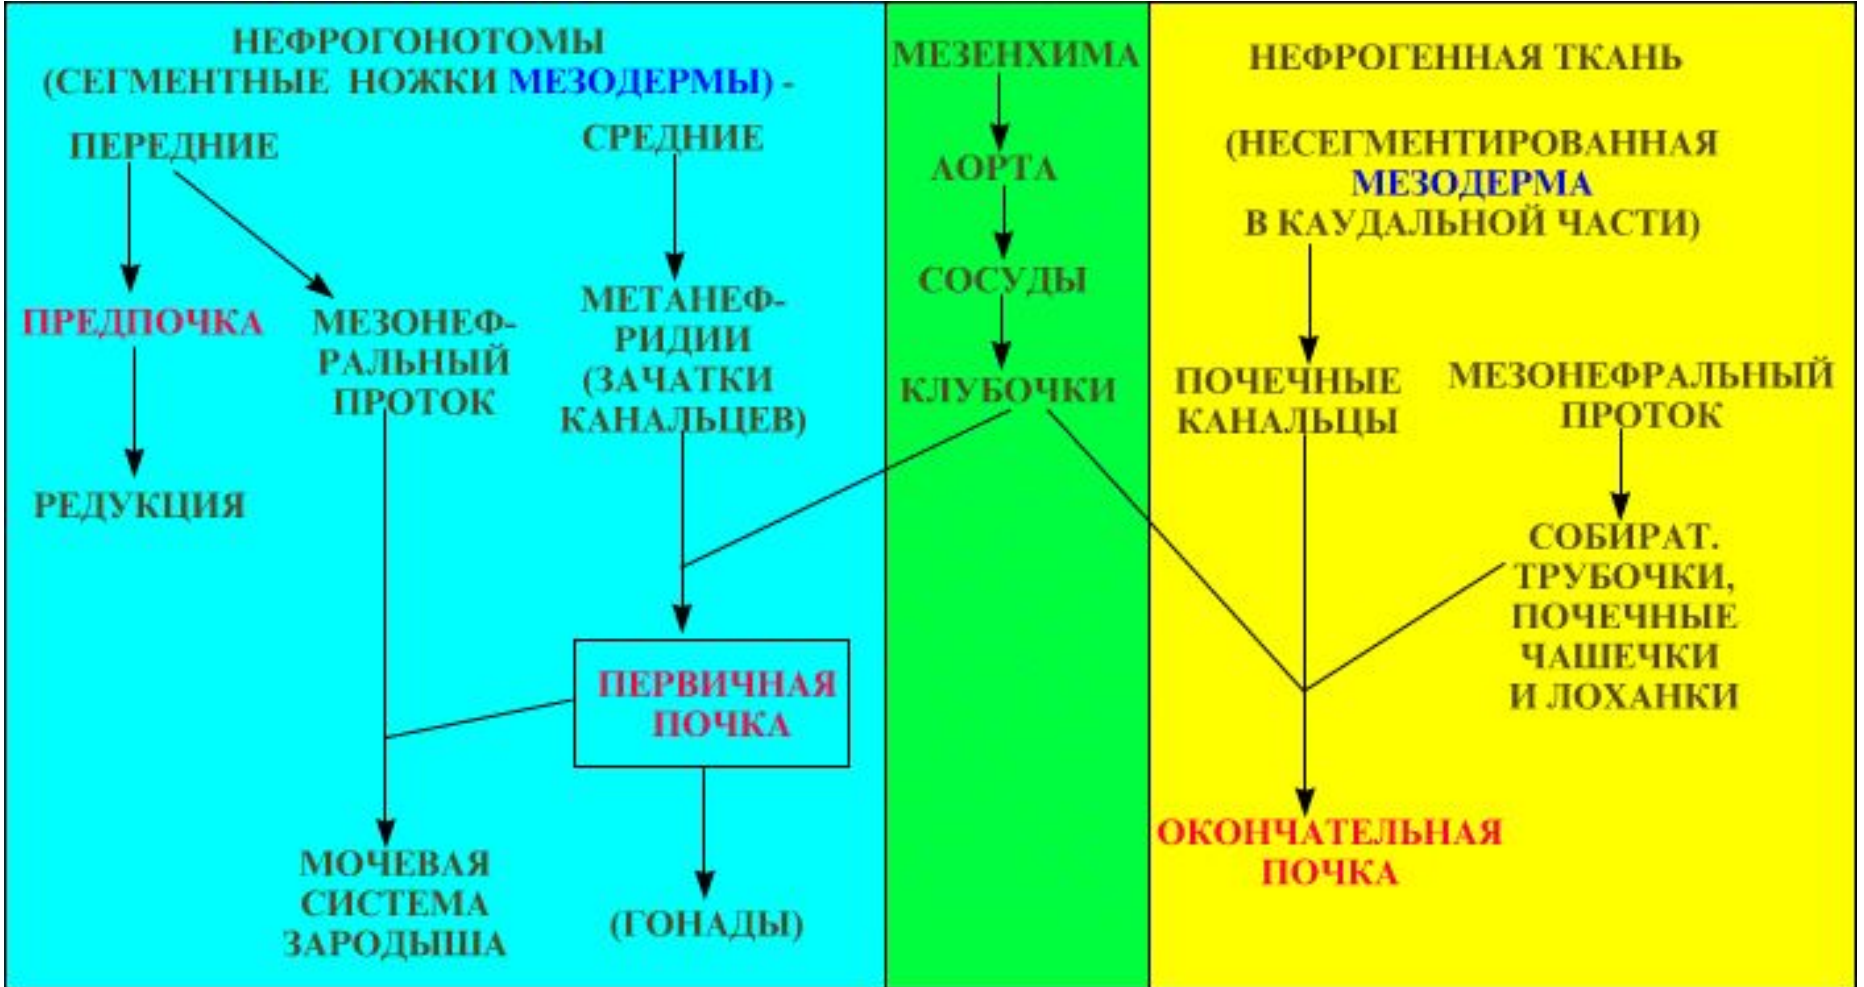 НЕФРОГОНОТОМЫ
(СЕГМЕНТНЫЕ НОЖКИ МЕЗОДЕРМЫ) -
ПЕРЕДНИЕ
СРЕДНИЕ
ПРЕДПОЧКА
МЕЗОНЕФ-
РАЛЬНЫЙ
ПРОТОК
МЕТАНЕФ-
РИДИИ
(ЗАЧАТКИ
КАНАЛЬЦЕВ)
РЕДУКЦИЯ
ПЕРВИЧНАЯ
ПОЧКА
МОЧЕВАЯ
СИСТЕМА
ЗАРОДЫША
(ГОНАДЫ)
МЕЗЕНХИМА
АОРТА
СОСУДЫ
КЛУБОЧКИ
НЕФРОГЕННАЯ ТКАНЬ
(НЕСЕГМЕНТИРОВАННАЯ
МЕЗОДЕРМА
В КАУДАЛЬНОЙ ЧАСТИ)
ПОЧЕЧНЫЕ
КАНАЛЬЦЫ
МЕЗОНЕФРАЛЬНЫЙ
ПРОТОК
СОБИРАТ.
ТРУБОЧКИ,
ПОЧЕЧНЫЕ
ЧАШЕЧКИ
И ЛОХАНКИ
ОКОНЧАТЕЛЬНАЯ
ПОЧКА